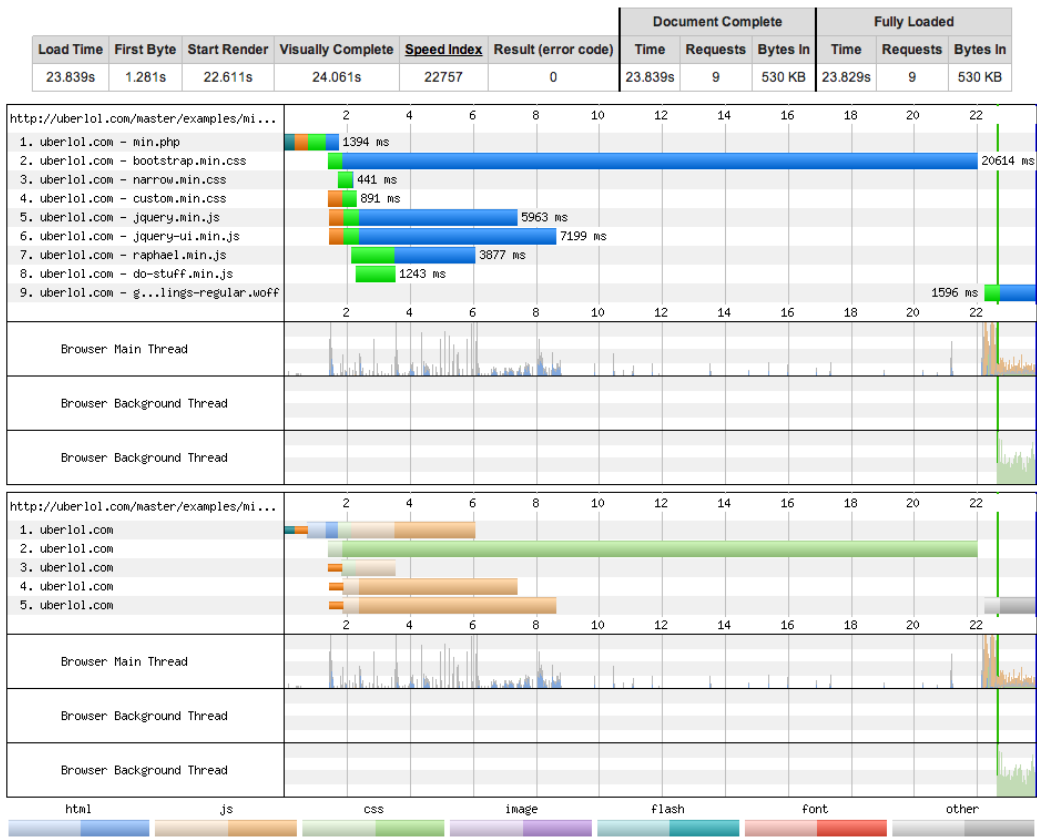 Document Complete Fully Loaded
Load Time First Byte Start Render Visually Complete Speed Index Result (error code) Time Requests Bytes In Time Requests Bytes In
23.839s 1.281s 22.611s 24.061s 22757 0 23.839s 9 530 KB 23.829s 9 530 KB
http://uberlol.com/master/examples/mi... 2 4 6 8 10 12 14 16 18 20 22
1. uberlol.com - min.php 1394 ms
2. uberlol.com - bootstrap.min.css 20614 ms
3. uberlol.com - narrow.min.css 441 ms
4. uberlol.com - custom.min.css 891 ms
5. uberlol.com - jquery.min.js 5963 ms
6. uberlol.com - jquery-ui.min.js 7199 ms
7. uberlol.com - raphael.min.js 3877 ms
8. uberlol.com - do-stuff.min.js 1243 ms
9. uberlol.com - g...lings-regular.woff 1596 ms
2 4 6 8 10 12 14 16 18 20 22
Browser Main Thread
Browser Background Thread
Browser Background Thread
http://uberlol.com/master/examples/mi... 2 4 6 8 10 12 14 16 18 20 22
1. uberlol.com
2. uberlol.com
3. uberlol.com
4. uberlol.com
5. uberlol.com
2 4 6 8 10 12 14 16 18 20 22
Browser Main Thread
Browser Background Thread
Browser Background Thread
html js css image flash font other